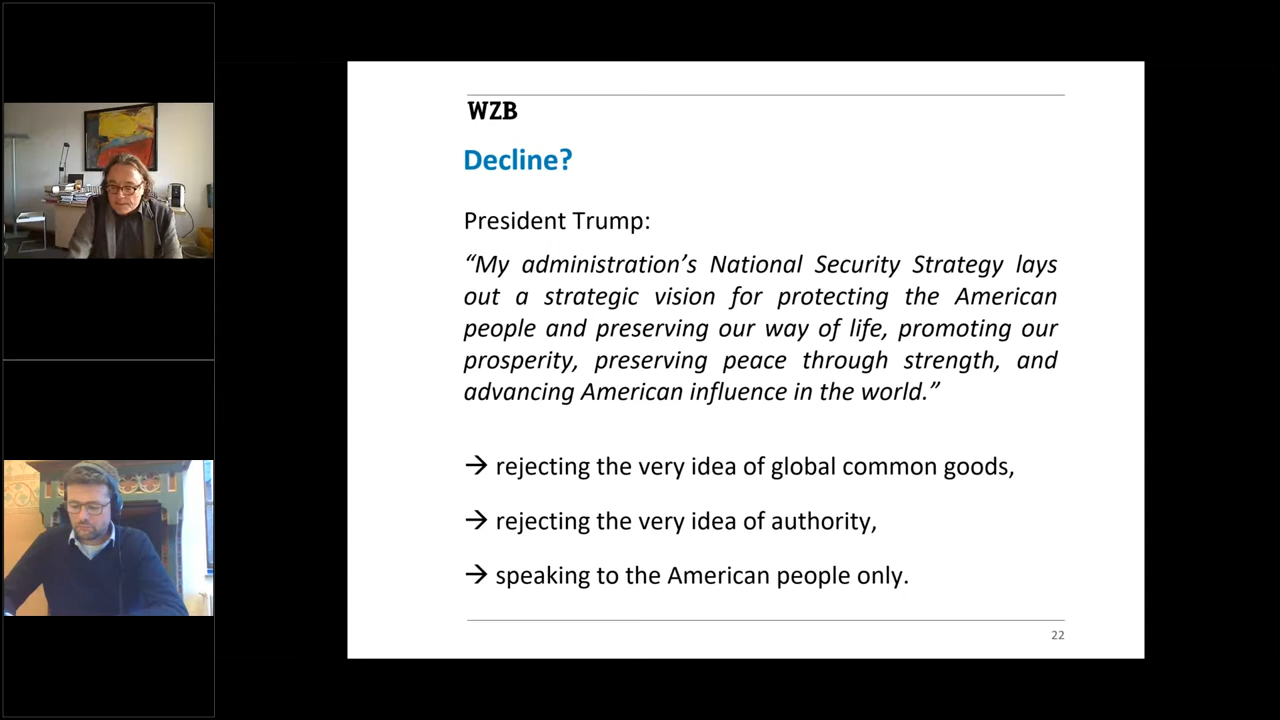 WZB
Decline?
President Trump:
“My administration’s National Security Strategy lays
out a strategic vision for protecting the American
people and preserving our way of life, promoting our
prosperity, preserving peace through strength, and
advancing American influence in the world.”
→ rejecting the very idea of global common goods,
→ rejecting the very idea of authority,
→ speaking to the American people only.
22